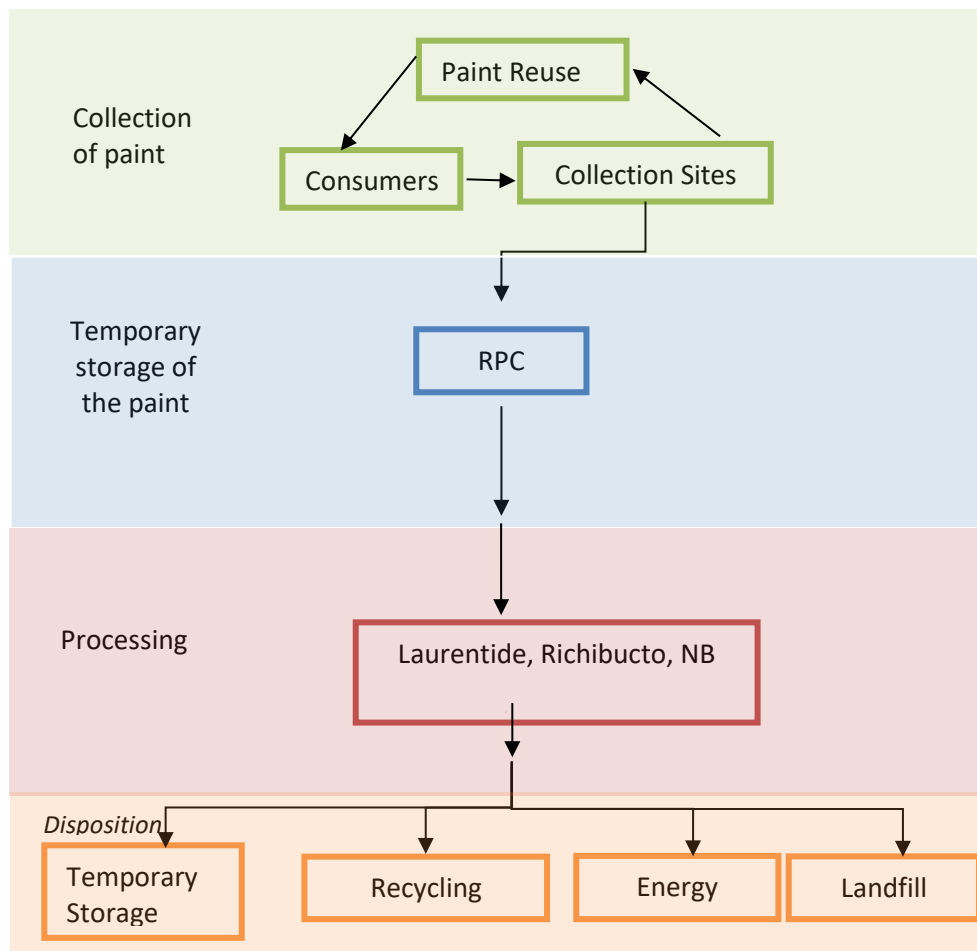 Paint Reuse
Collection
of paint
Consumers
Collection Sites
Temporary
storage of
the paint
RPC
Processing
Laurentide, Richibucto, NB
Disposition
Temporary
Storage
Recycling
Energy
Landfill